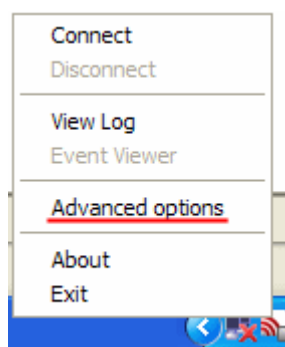 Connect
Disconnect
View Log
Event Viewer
Advanced options
About
Exit